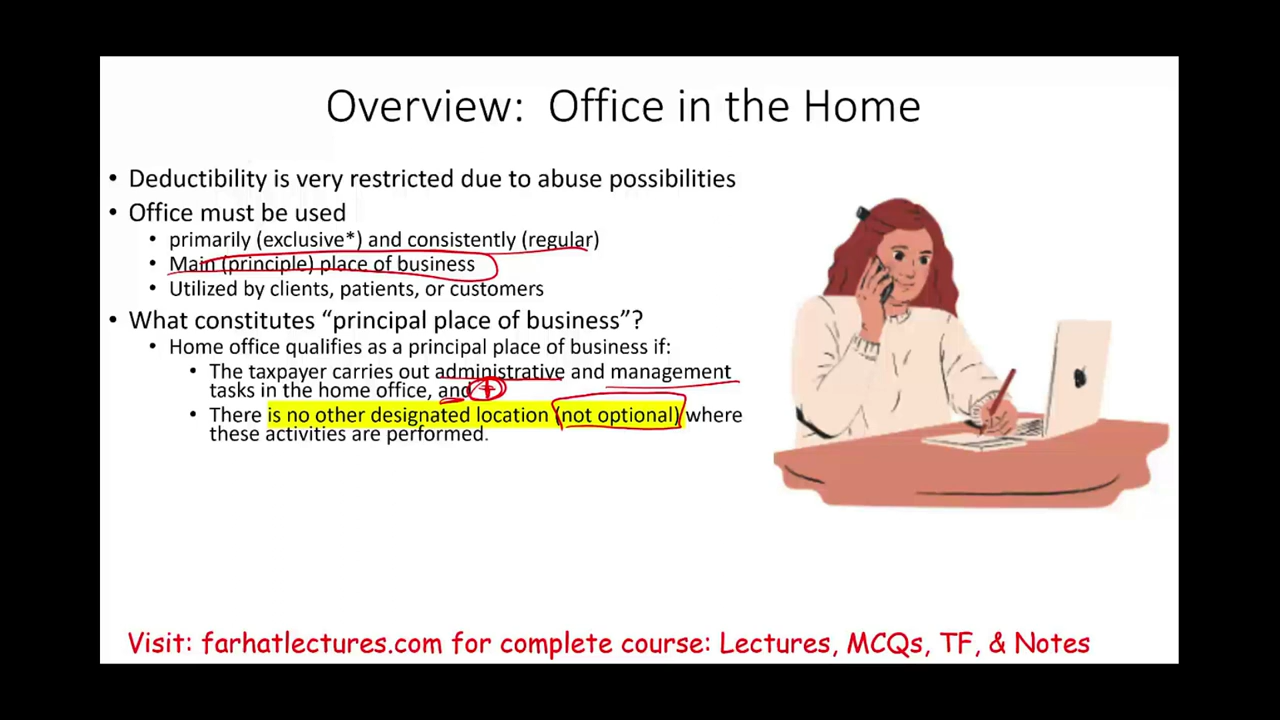 Overview: Office in the Home
• Deductibility is very restricted due to abuse possibilities
• Office must be used
• primarily (exclusive*) and consistently (regular)
• Main (principle) place of business
• Utilized by clients, patients, or customers
• What constitutes “principal place of business”?
• Home office qualifies as a principal place of business if:
• The taxpayer carries out administrative and management
tasks in the home office, and +
• There is no other designated location (not optional) where
these activities are performed.
Visit: farhatlectures.com for complete course: Lectures, MCQs, TF, & Notes